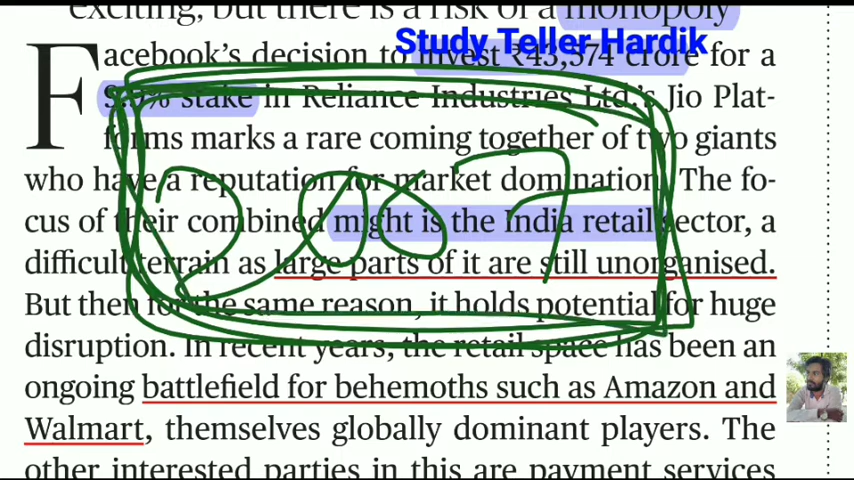 exciting, but there is a risk of a monopoly
Study Teller Hardik
Facebook's decision to invest ₹43,574 crore for a
9.9% stake in Reliance Industries Ltd.'s Jio Plat-
forms marks a rare coming together of two giants
who have a reputation for market domination. The fo-
cus of their combined might is the India retail sector, a
difficult terrain as large parts of it are still unorganised.
But then for the same reason, it holds potential for huge
disruption. In recent years, the retail space has been an
ongoing battlefield for behemoths such as Amazon and
Walmart, themselves globally dominant players. The
other interested parties in this are payment services
2007